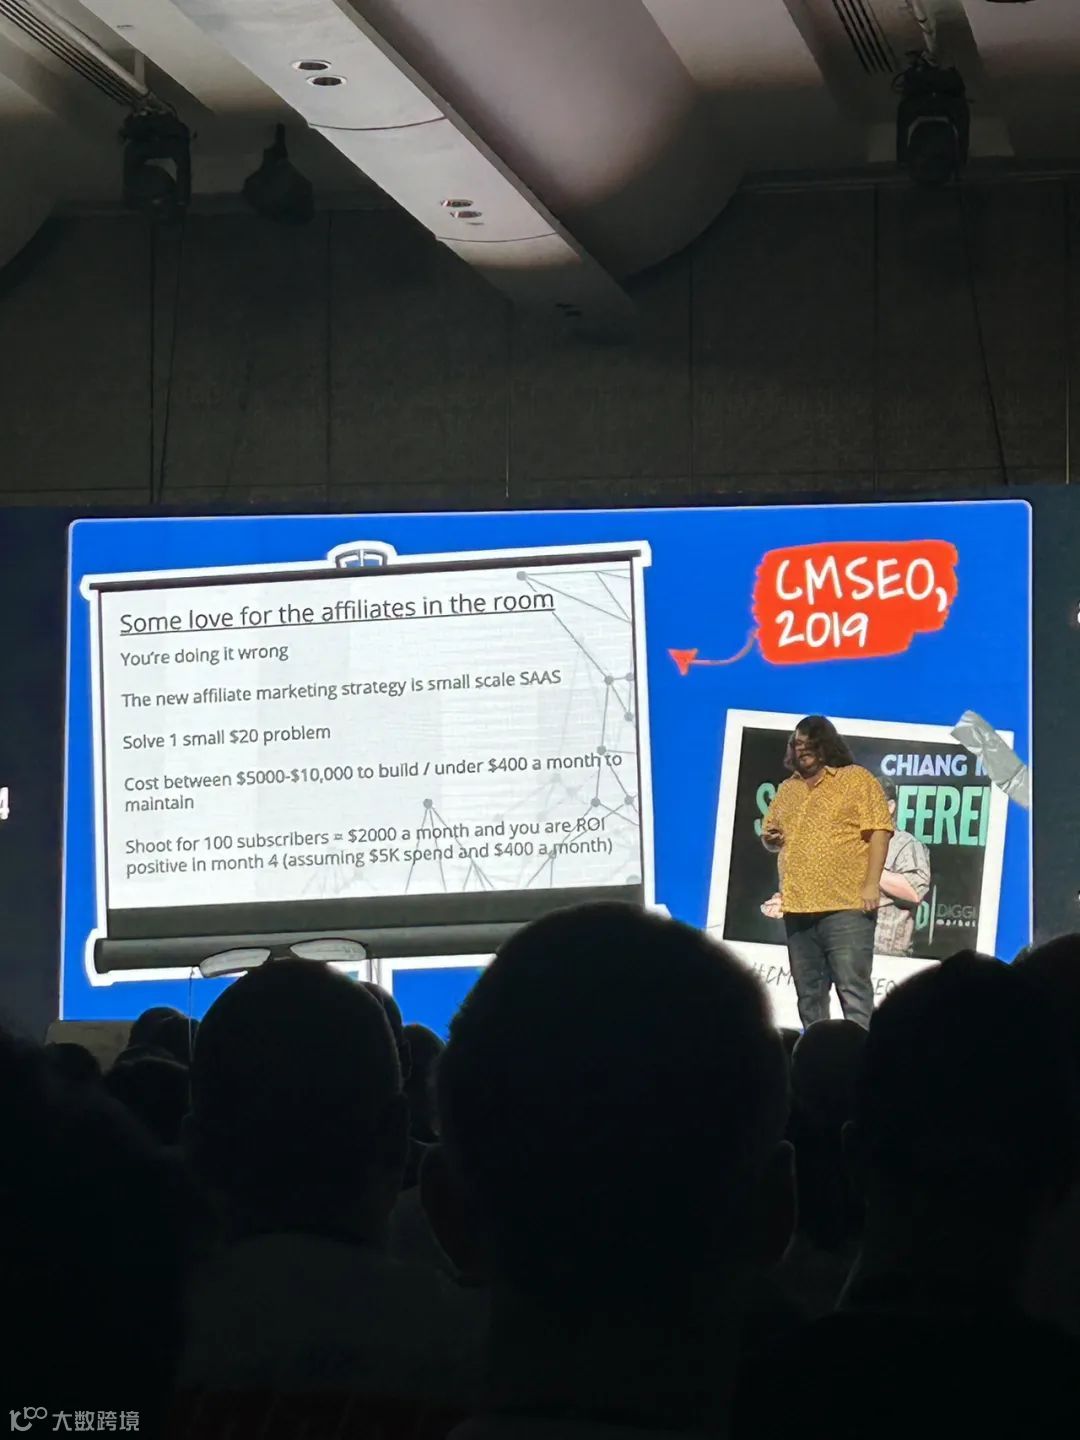 Some love for the affiliates in the room
You're doing it wrong
The new affiliate marketing strategy is small scale SAAS
Solve 1 small $20 problem
Cost between $5000-$10,000 to build / under $400 a month to
maintain
Shoot for 100 subscribers = $2000 a month and you are ROI
positive in month 4 (assuming $5K spend and $400 a month)
CMSEO,
2019
CHIANG
DIGGI
market
4
大数跨境